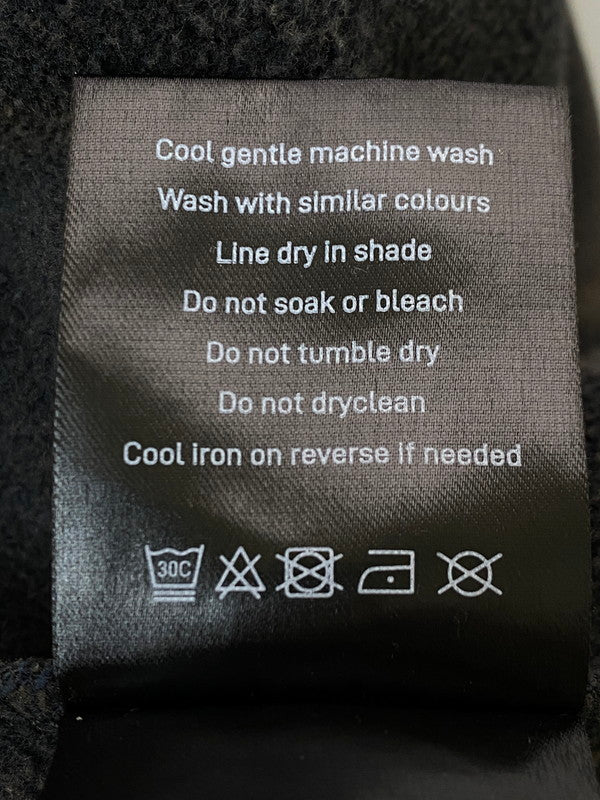 Cool gentle machine wash
Wash with similar colours
Line dry in shade
Do not soak or bleach
Do not tumble dry
Do not dryclean
Cool iron on reverse if needed
30C